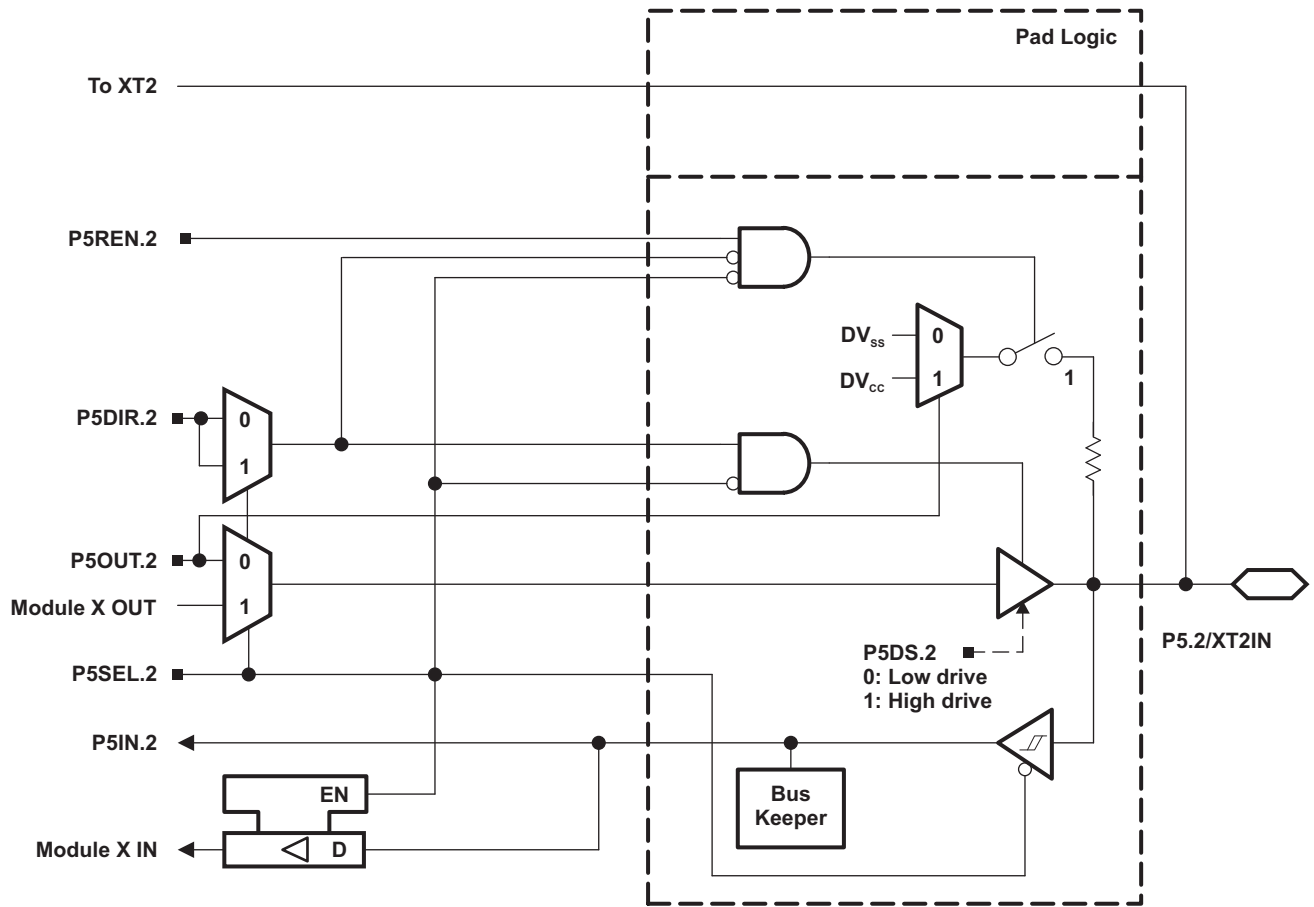 Pad Logic
To XT2
P5REN.2
DVSS
0
DVCC
1
1
P5DIR.2
0
1
P5OUT.2
0
Module X OUT
1
P5DS.2
0: Low drive
1: High drive
P5.2/XT2IN
P5SEL.2
P5IN.2
Bus
Keeper
EN
Module X IN
D